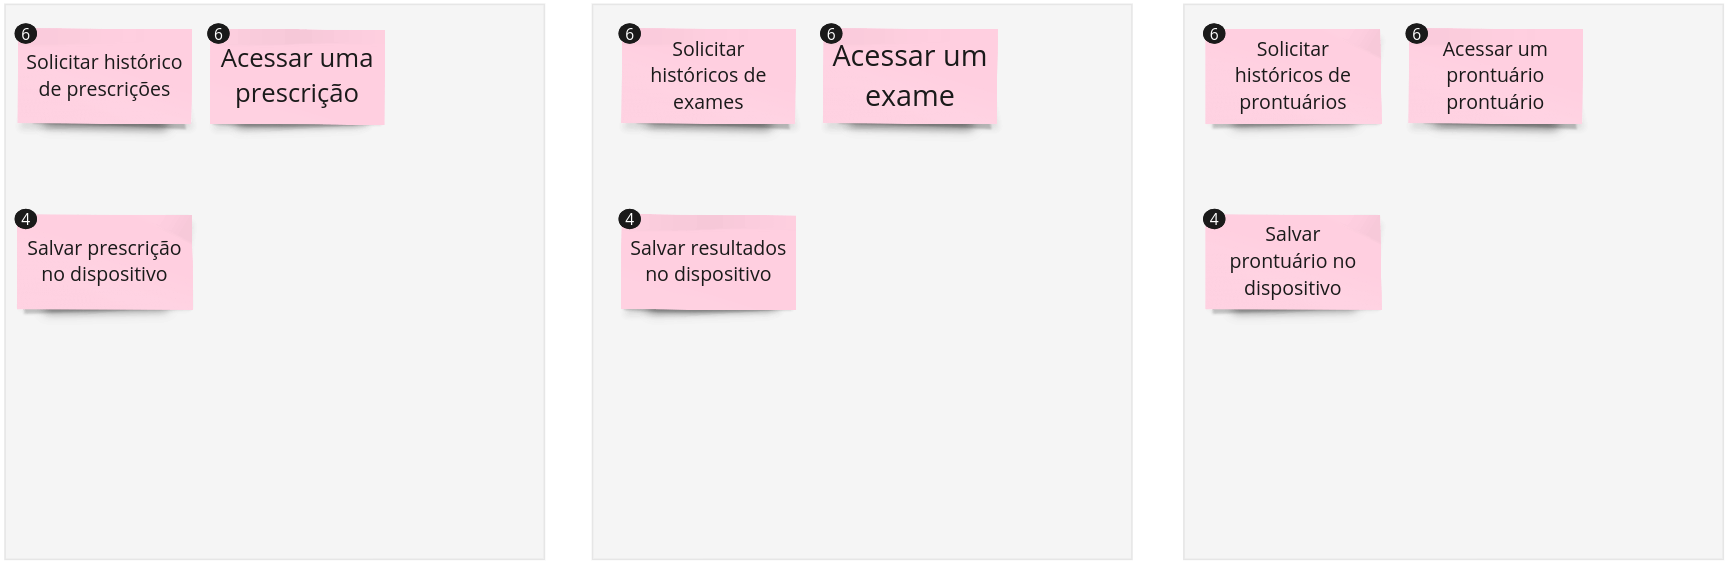 6
Solicitar histórico
de prescrições
6
Acessar uma
prescrição
4
Salvar prescrição
no dispositivo
6
Solicitar
históricos de
exames
6
Acessar um
exame
4
Salvar resultados
no dispositivo
6
Solicitar
históricos de
prontuários
6
Acessar um
prontuário
prontuário
4
Salvar
prontuário no
dispositivo